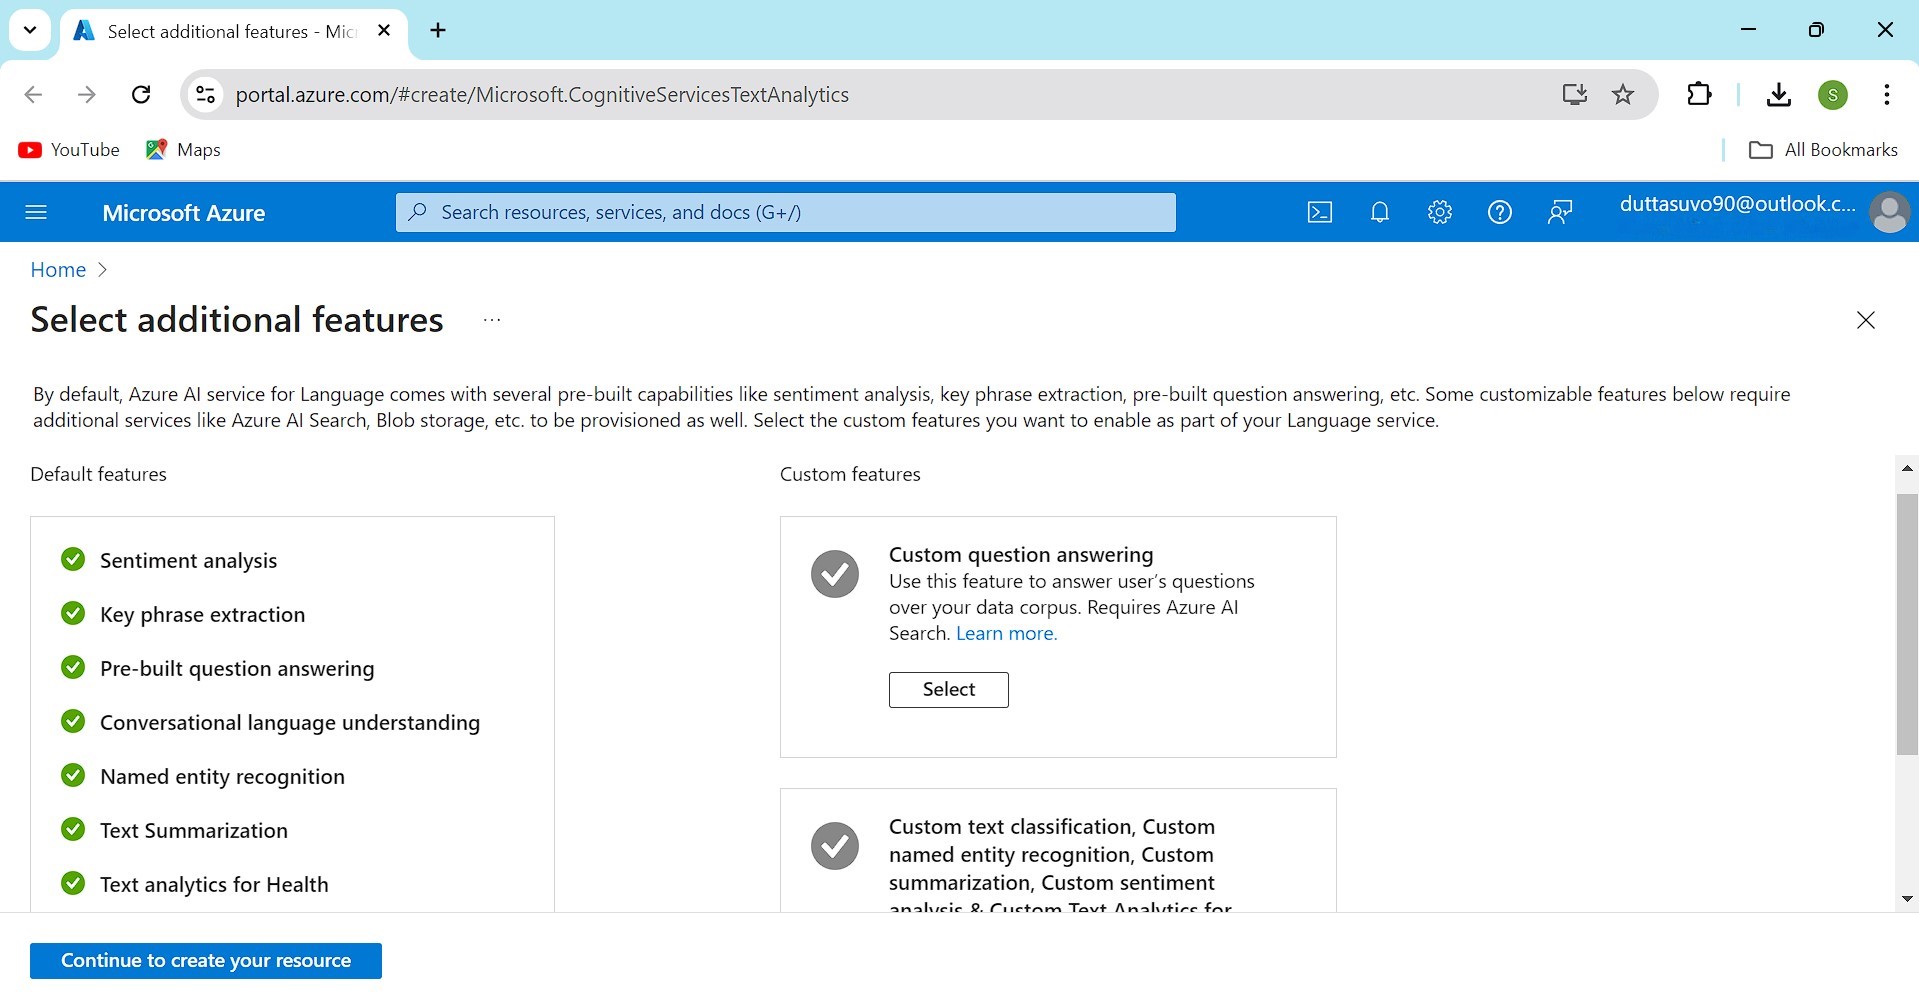 Select additional features - Mic
portal.azure.com/#create/Microsoft.CognitiveServicesTextAnalytics
S
YouTube
Maps
All Bookmarks
Microsoft Azure
Search resources, services, and docs (G+/)
duttasuvo90@outlook.c...
Home
Select additional features
...
By default, Azure AI service for Language comes with several pre-built capabilities like sentiment analysis, key phrase extraction, pre-built question answering, etc. Some customizable features below require
additional services like Azure AI Search, Blob storage, etc. to be provisioned as well. Select the custom features you want to enable as part of your Language service.
Default features
Sentiment analysis
Key phrase extraction
Pre-built question answering
Conversational language understanding
Named entity recognition
Text Summarization
Text analytics for Health
Custom features
Custom question answering
Use this feature to answer user's questions
over your data corpus. Requires Azure AI
Search. Learn more.
Select
Custom text classification, Custom
named entity recognition, Custom
summarization, Custom sentiment
analysis & Custom Text Analytics for
Continue to create your resource